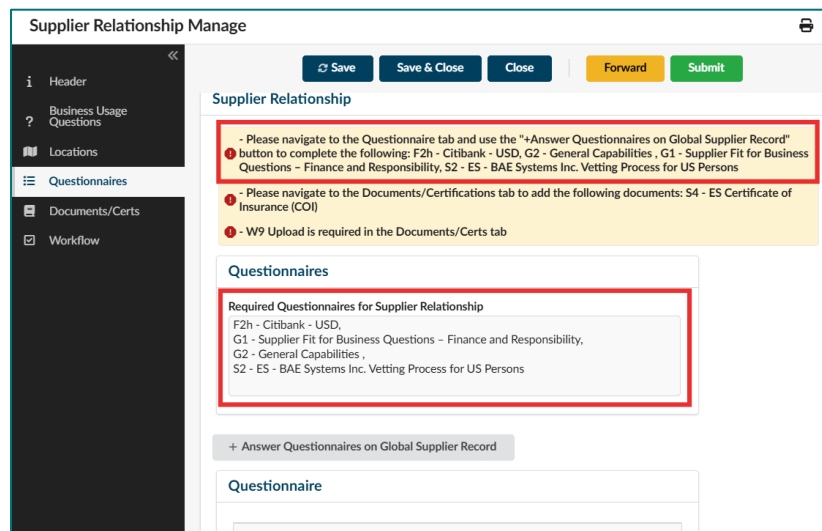 Supplier Relationship Manage
Save
Save & Close
Close
Forward
Submit
i Header
? Business Usage
Questions
Locations
Questionnaires
Documents/Certs
Workflow
Supplier Relationship
- Please navigate to the Questionnaire tab and use the "+Answer Questionnaires on Global Supplier Record"
button to complete the following: F2h - Citibank - USD, G2 - General Capabilities , G1 - Supplier Fit for Business
Questions – Finance and Responsibility, S2 - ES - BAE Systems Inc. Vetting Process for US Persons
- Please navigate to the Documents/Certifications tab to add the following documents: S4 - ES Certificate of
Insurance (COI)
- W9 Upload is required in the Documents/Certs tab
Questionnaires
Required Questionnaires for Supplier Relationship
F2h - Citibank - USD,
G1 - Supplier Fit for Business Questions – Finance and Responsibility,
G2 - General Capabilities ,
S2 - ES - BAE Systems Inc. Vetting Process for US Persons
+ Answer Questionnaires on Global Supplier Record
Questionnaire